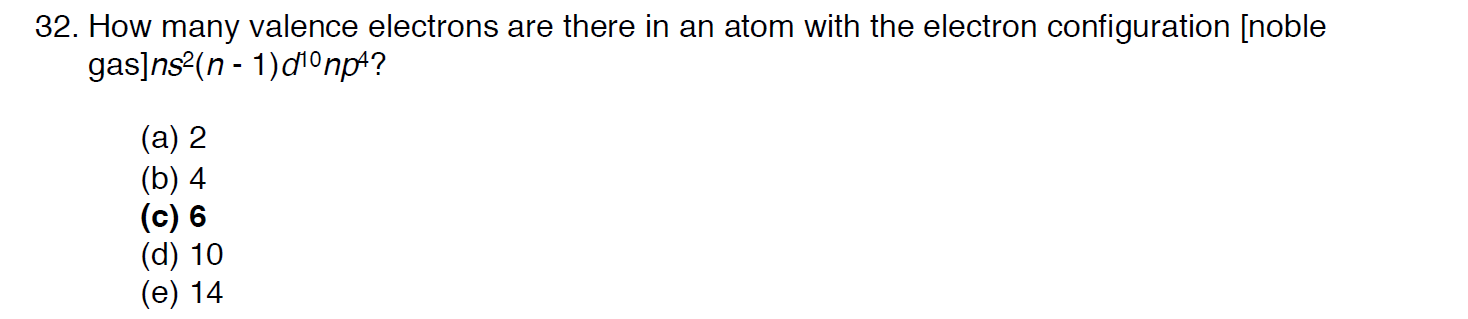 32. How many valence electrons are there in an atom with the electron configuration [noble
gas]ns²(n - 1)d¹⁰np⁴?
(a) 2
(b) 4
(c) 6
(d) 10
(e) 14